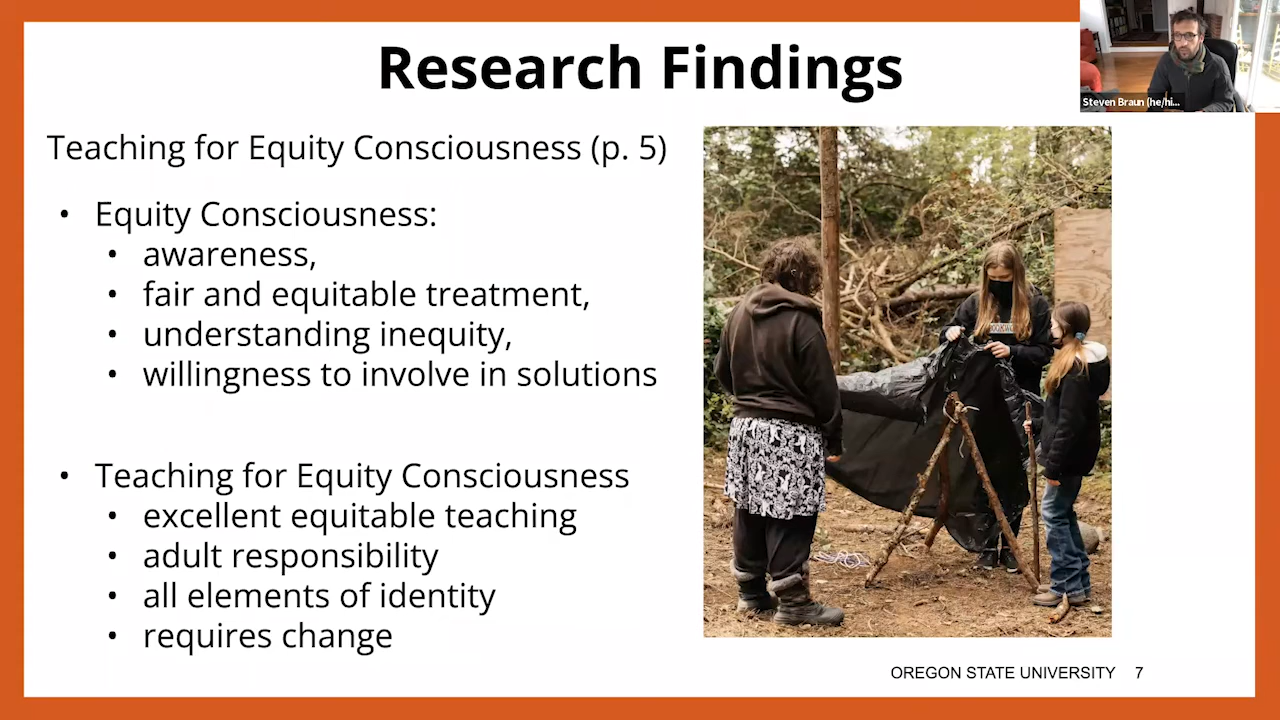 Research Findings
Steven Braun (he/hi...
Teaching for Equity Consciousness (p. 5)
• Equity Consciousness:
• awareness,
• fair and equitable treatment,
• understanding inequity,
• willingness to involve in solutions
• Teaching for Equity Consciousness
• excellent equitable teaching
• adult responsibility
• all elements of identity
• requires change
OREGON STATE UNIVERSITY 7